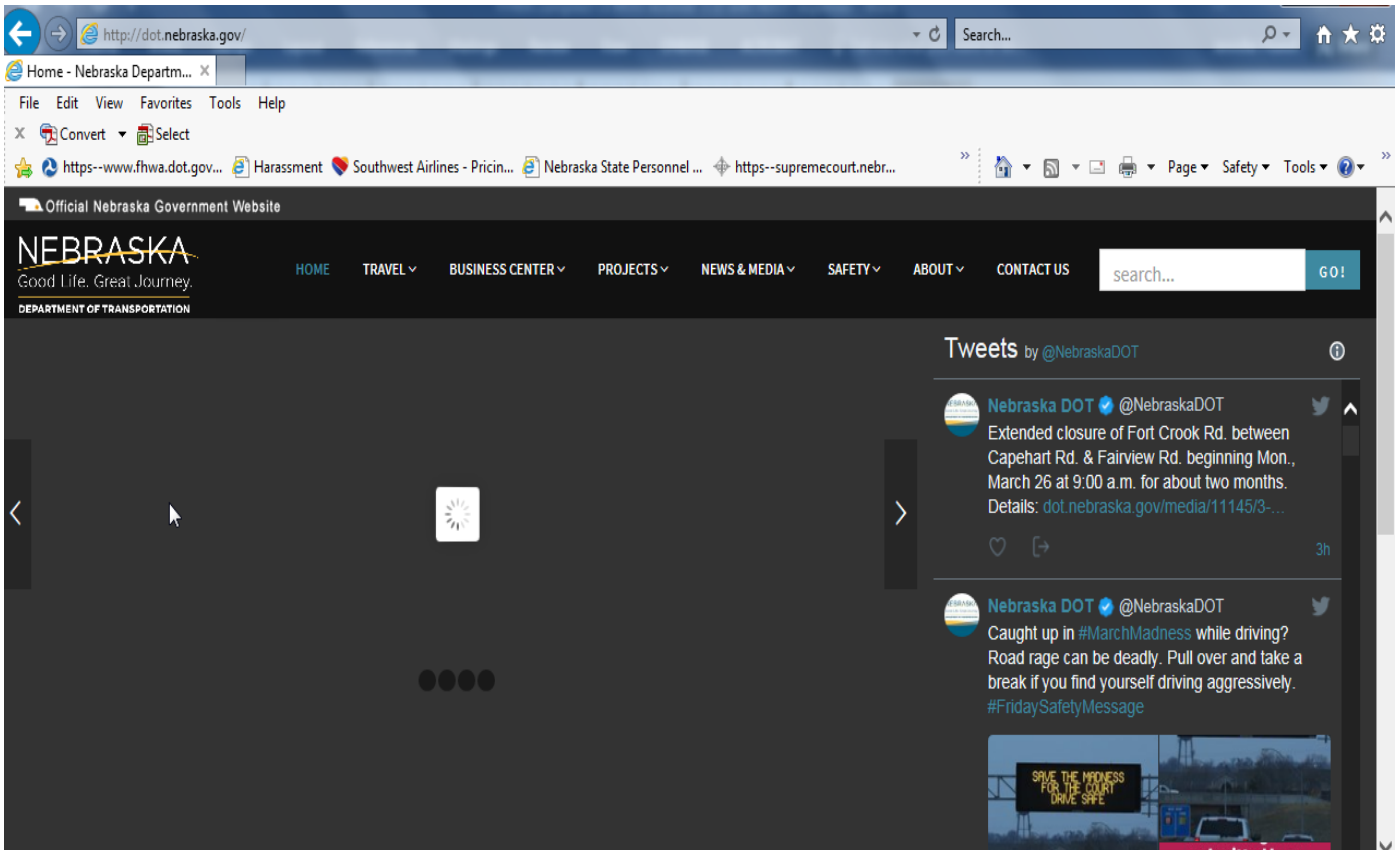 http://dot.nebraska.gov/
Search...
Home - Nebraska Departm...
File Edit View Favorites Tools Help
x Convert Select
https--www.fhwa.dot.gov... Harassment Southwest Airlines - Pricin... Nebraska State Personnel ... https--supremecourt.nebr... » Page Safety Tools »
Official Nebraska Government Website
NEBRASKA
Good Life. Great Journey.
DEPARTMENT OF TRANSPORTATION
HOME TRAVEL BUSINESS CENTER PROJECTS NEWS & MEDIA SAFETY ABOUT CONTACT US search... GO!
Tweets by @NebraskaDOT
Nebraska DOT @NebraskaDOT
Extended closure of Fort Crook Rd. between
Capehart Rd. & Fairview Rd. beginning Mon.,
March 26 at 9:00 a.m. for about two months.
Details: dot.nebraska.gov/media/11145/3-...
3h
Nebraska DOT @NebraskaDOT
Caught up in #MarchMadness while driving?
Road rage can be deadly. Pull over and take a
break if you find yourself driving aggressively.
#FridaySafetyMessage
SAVE THE MADNESS
FOR THE COURT
DRIVE SAFE